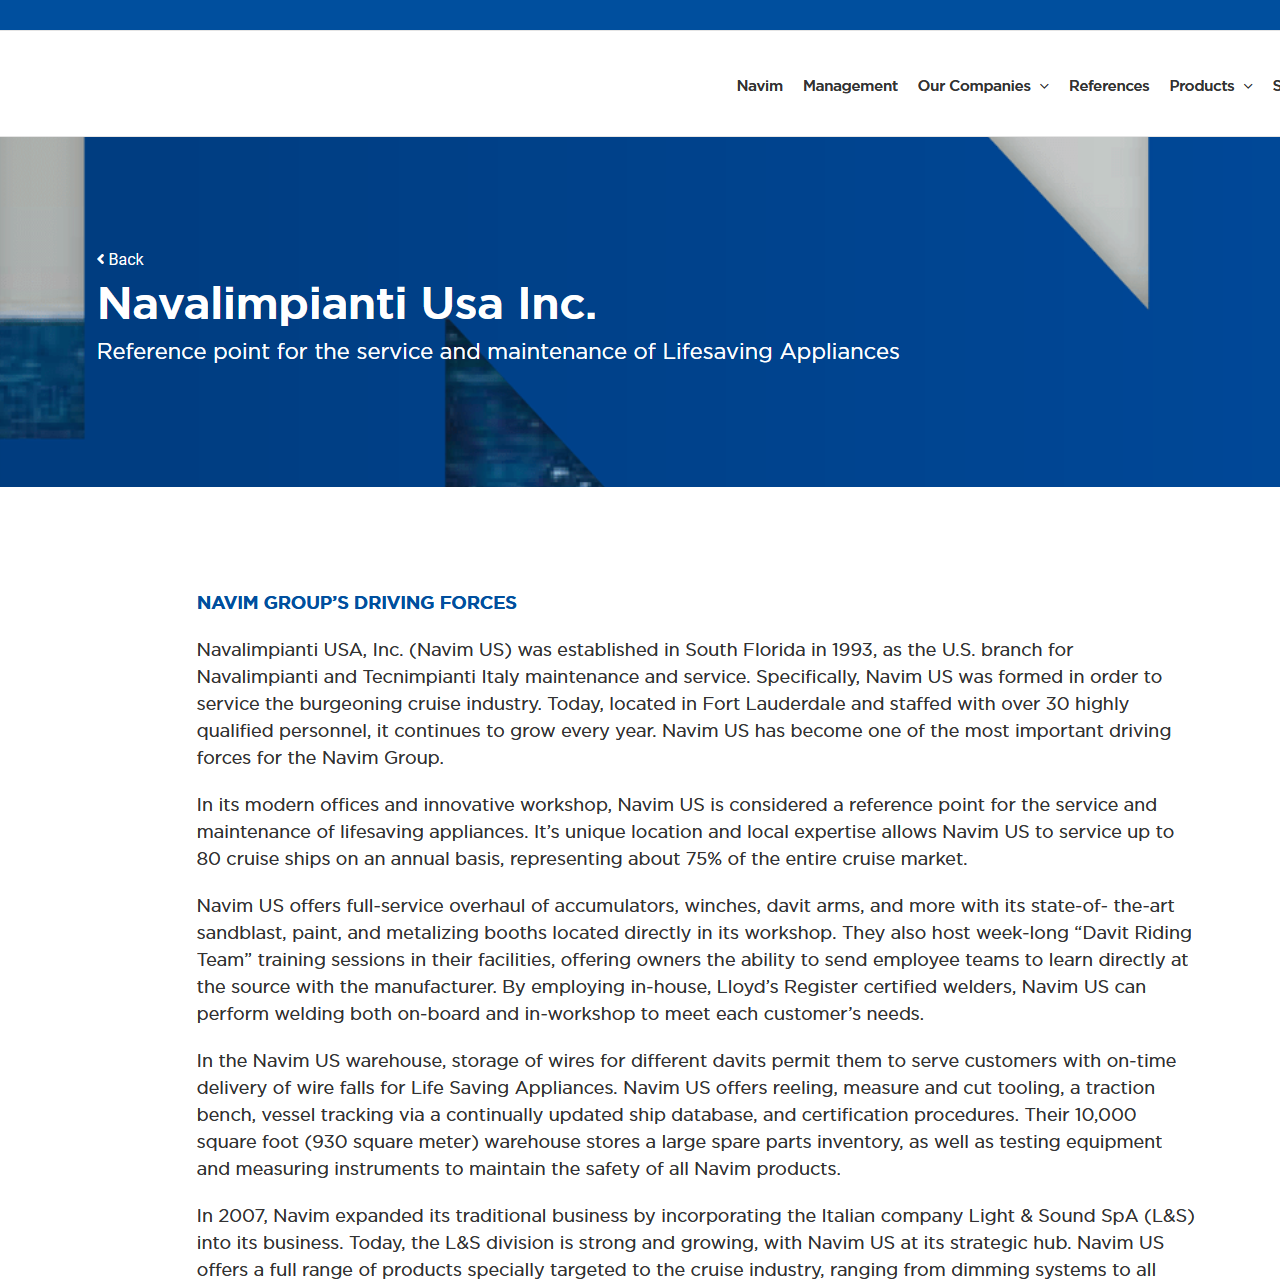 Navim Management Our Companies References Products
Back
Navalimpianti Usa Inc.
Reference point for the service and maintenance of Lifesaving Appliances
NAVIM GROUP’S DRIVING FORCES
Navalimpianti USA, Inc. (Navim US) was established in South Florida in 1993, as the U.S. branch for
Navalimpianti and Tecnimpianti Italy maintenance and service. Specifically, Navim US was formed in order to
service the burgeoning cruise industry. Today, located in Fort Lauderdale and staffed with over 30 highly
qualified personnel, it continues to grow every year. Navim US has become one of the most important driving
forces for the Navim Group.
In its modern offices and innovative workshop, Navim US is considered a reference point for the service and
maintenance of lifesaving appliances. It’s unique location and local expertise allows Navim US to service up to
80 cruise ships on an annual basis, representing about 75% of the entire cruise market.
Navim US offers full-service overhaul of accumulators, winches, davit arms, and more with its state-of- the-art
sandblast, paint, and metalizing booths located directly in its workshop. They also host week-long “Davit Riding
Team” training sessions in their facilities, offering owners the ability to send employee teams to learn directly at
the source with the manufacturer. By employing in-house, Lloyd’s Register certified welders, Navim US can
perform welding both on-board and in-workshop to meet each customer’s needs.
In the Navim US warehouse, storage of wires for different davits permit them to serve customers with on-time
delivery of wire falls for Life Saving Appliances. Navim US offers reeling, measure and cut tooling, a traction
bench, vessel tracking via a continually updated ship database, and certification procedures. Their 10,000
square foot (930 square meter) warehouse stores a large spare parts inventory, as well as testing equipment
and measuring instruments to maintain the safety of all Navim products.
In 2007, Navim expanded its traditional business by incorporating the Italian company Light & Sound SpA (L&S)
into its business. Today, the L&S division is strong and growing, with Navim US at its strategic hub. Navim US
offers a full range of products specially targeted to the cruise industry, ranging from dimming systems to all